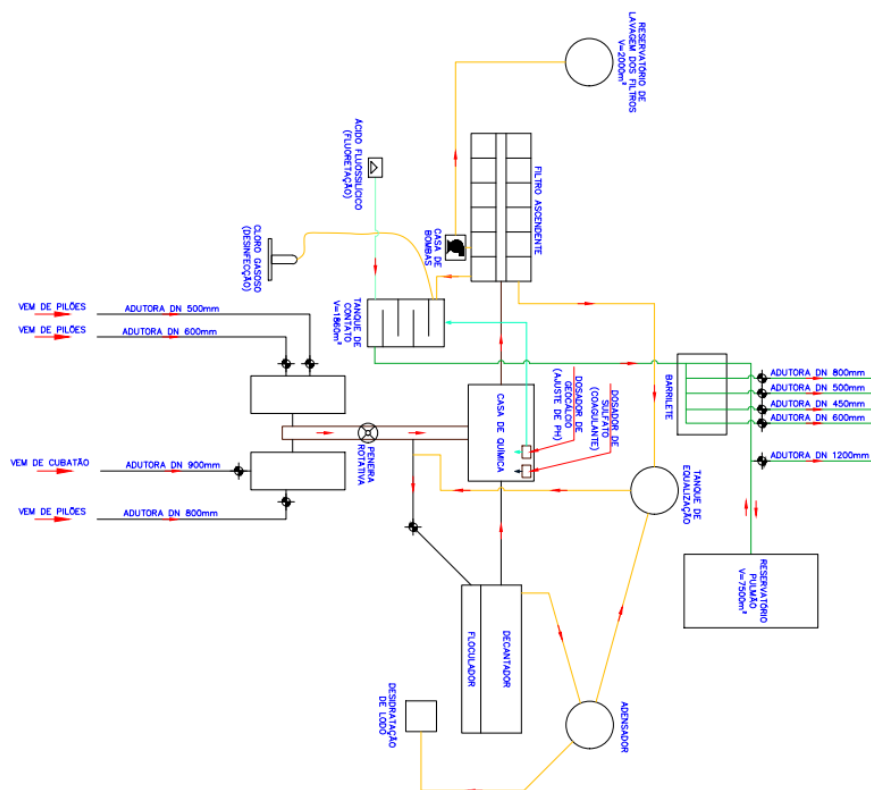 RESERVATÓRIO DE
LAVAGEM DOS FILTROS
V=2000m³
ÁCIDO FLUOSSILÍCICO
(FLUORETAÇÃO)
FILTRO ASCENDENTE
CASA DE
BOMBAS
CLORO GASOSO
(DESINFECÇÃO)
TANQUE DE
CONTATO
V=1860m³
VEM DE PILÕES
ADUTORA DN 500mm
VEM DE PILÕES
ADUTORA DN 600mm
BARRILETE
ADUTORA DN 800mm
ADUTORA DN 500mm
ADUTORA DN 450mm
ADUTORA DN 600mm
ADUTORA DN 1200mm
CASA DE QUÍMICA
DOSADOR DE
GEOCÁLCIO
(AJUSTE DE PH)
DOSADOR DE
SULFATO
(COAGULANTE)
PENEIRA
ROTATIVA
VEM DE CUBATÃO
ADUTORA DN 900mm
VEM DE PILÕES
ADUTORA DN 800mm
TANQUE DE
EQUALIZAÇÃO
RESERVATÓRIO
PULMÃO
V=7500m³
FLOCULADOR
DECANTADOR
DESIDRATAÇÃO
DE LODO
ADENSADOR